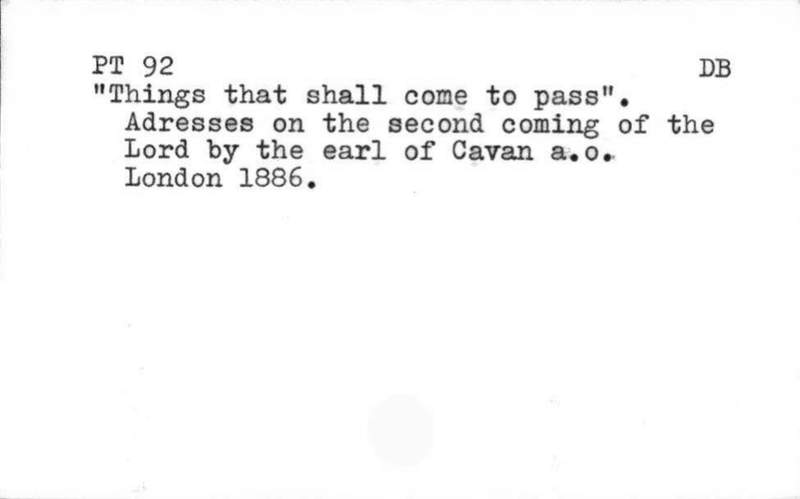 PT 92 DB
"Things that shall come to pass".
Adresses on the second coming of the
Lord by the earl of Cavan a.o.
London 1886.